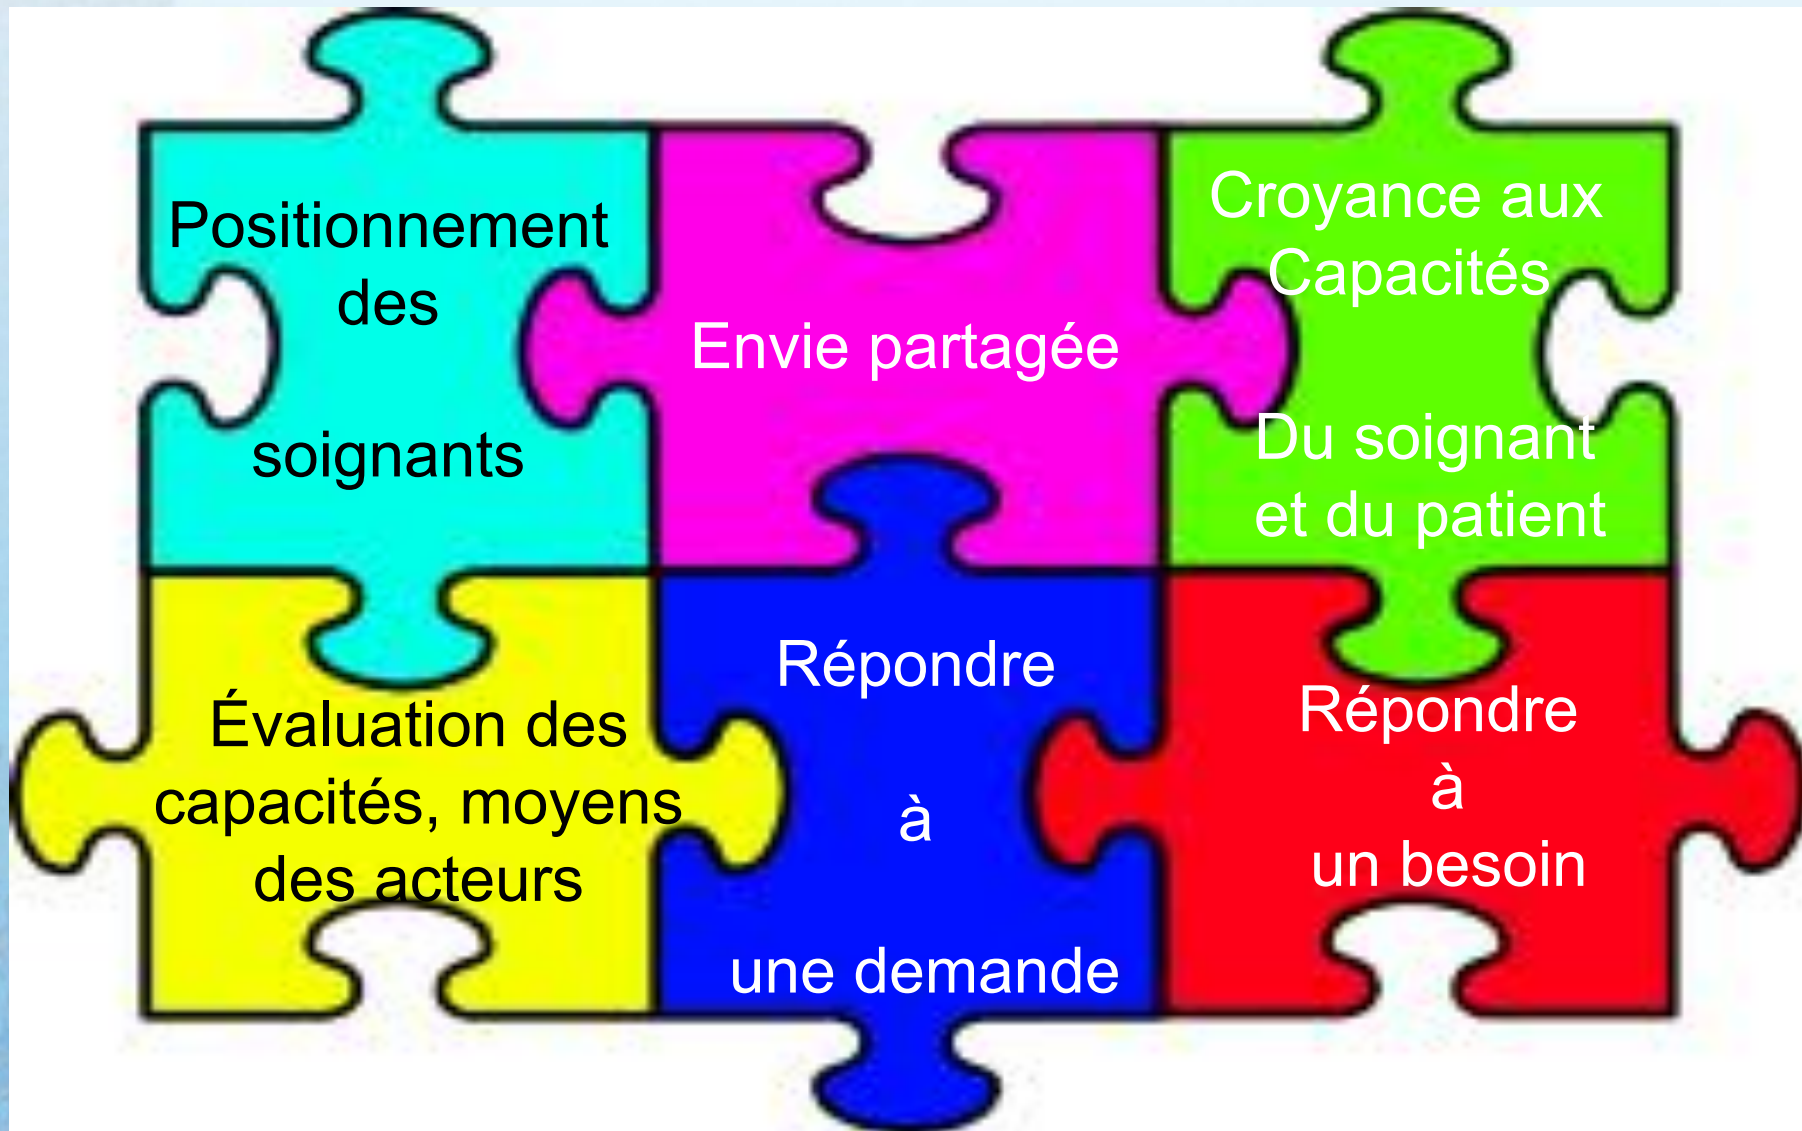 Positionnement
des
soignants
Envie partagée
Croyance aux
Capacités
Du soignant
et du patient
Évaluation des
capacités, moyens
des acteurs
Répondre
à
une demande
Répondre
à
un besoin